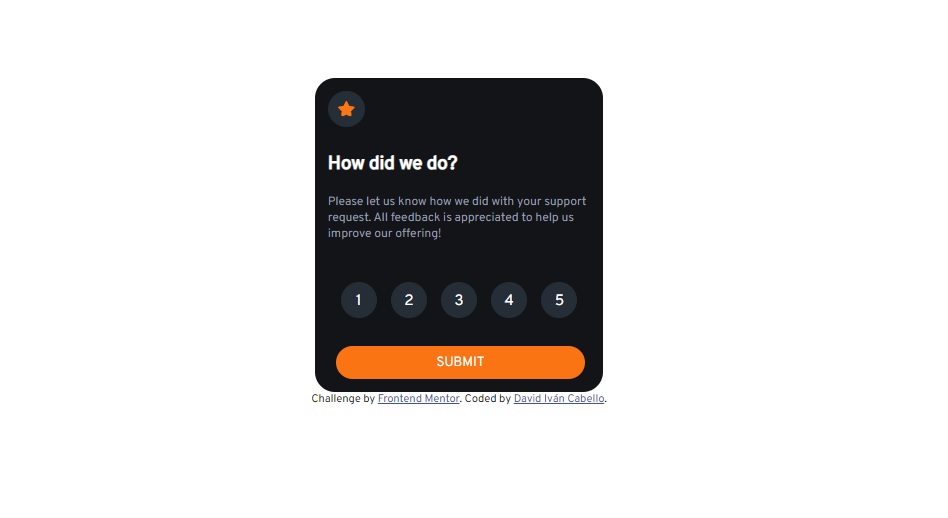 How did we do?
Please let us know how we did with your support
request. All feedback is appreciated to help us
improve our offering!
1 2 3 4 5
SUBMIT
Challenge by Frontend Mentor. Coded by David Iván Cabello.